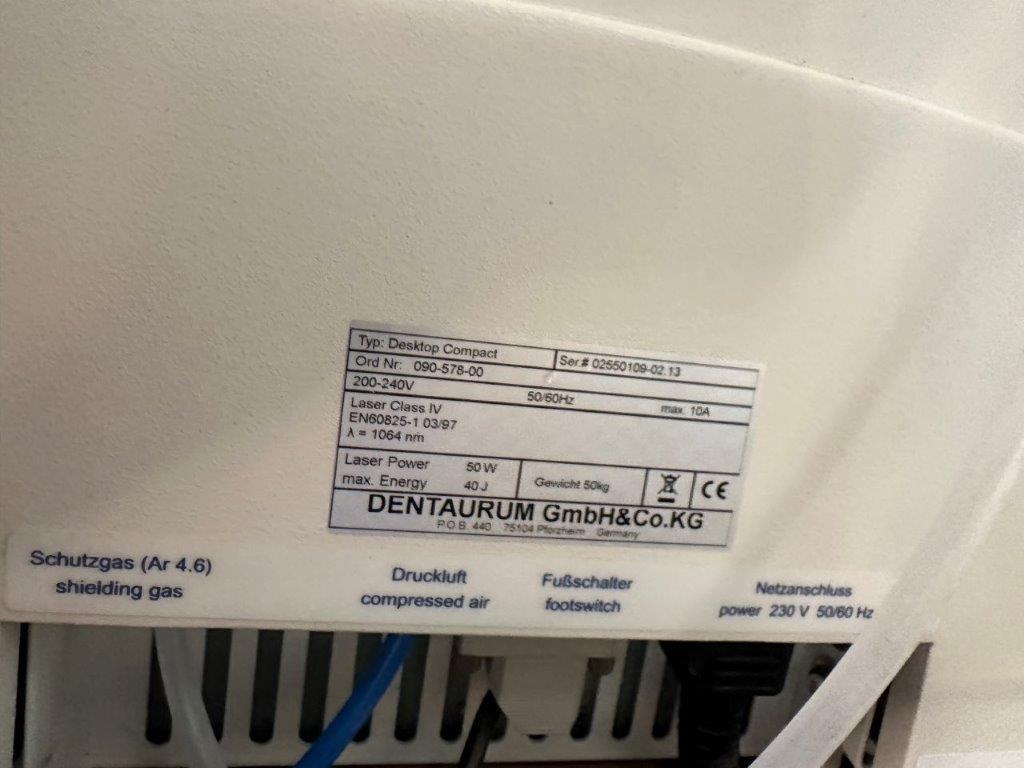 Typ: Desktop Compact Ser.# 02550109-02.13
Ord Nr: 090-578-00
200-240V 50/60Hz max. 10A
Laser Class IV
EN60825-1 03/97
λ = 1064 nm
Laser Power 50 W
max. Energy 40 J
Gewicht 50kg
CE
DENTAURUM GmbH&Co.KG
P.O.B. 440 75104 Pforzheim Germany
Schutzgas (Ar 4.6)
shielding gas
Druckluft
compressed air
Fußschalter
footswitch
Netzanschluss
power 230 V 50/60 Hz